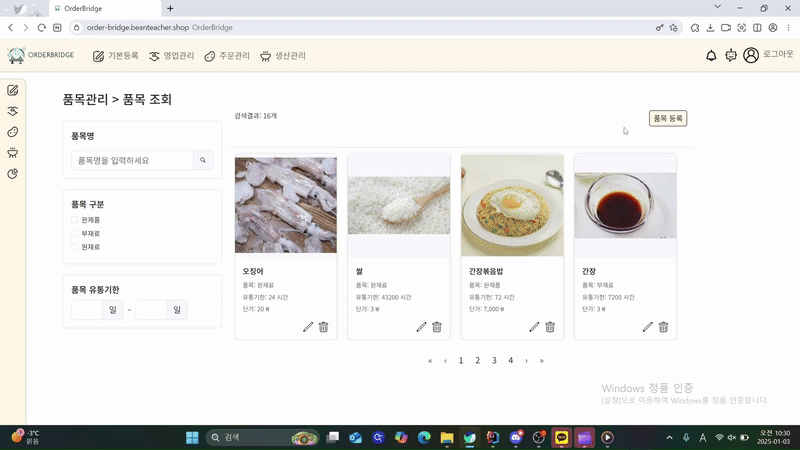 OrderBridge
order-bridge.beanteacher.shop OrderBridge
ORDERBRIDGE
기본등록
영업관리
주문관리
생산관리
로그아웃
품목관리 > 품목 조회
검색결과: 16개
품목 등록
품목명
품목명을 입력하세요
품목 구분
완제품
부재료
원재료
품목 유통기한
일 - 일
오징어
품목: 원재료
유통기한: 24 시간
단가: 20 ₩
쌀
품목: 원재료
유통기한: 43200 시간
단가: 3 ₩
간장볶음밥
품목: 완제품
유통기한: 72 시간
단가: 7,000 ₩
간장
품목: 부재료
유통기한: 7200 시간
단가: 3 ₩
« ‹ 1 2 3 4 › »
Windows 정품 인증
[설정]으로 이동하여 Windows를 정품 인증합니다.
-3°C
맑음
검색
A
오전 10:30
2025-01-03